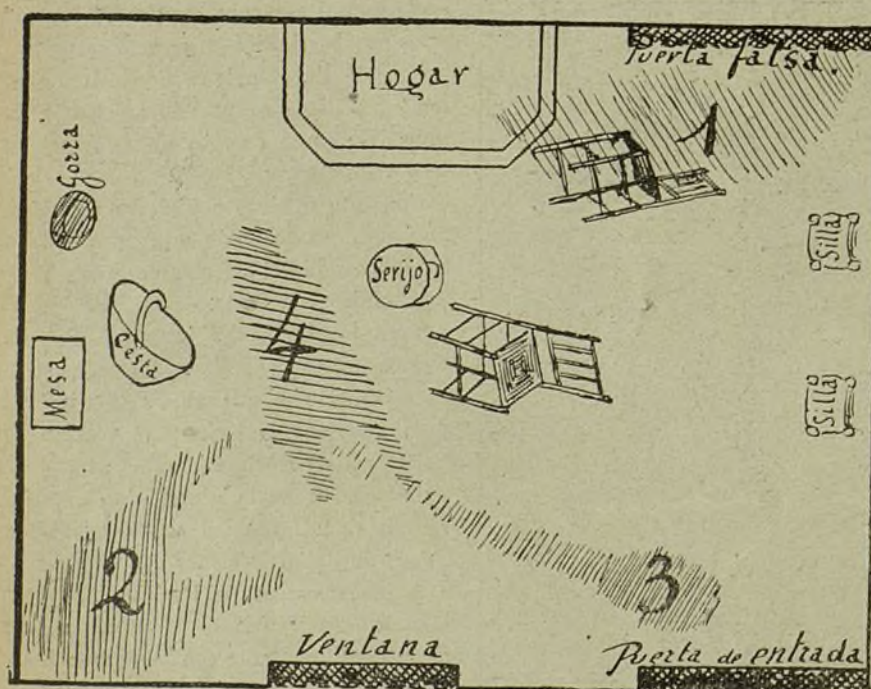 Hogar
Puerta falsa.
1
Gorra
Silla
Serijo
4
Cesta
Mesa
Silla
2
3
Ventana
Puerta de entrada